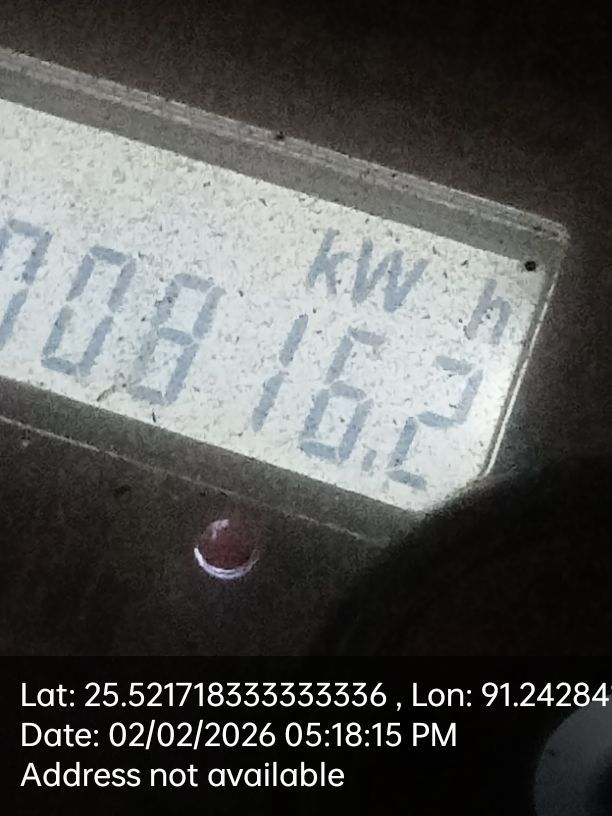 kWh
00816.2
Lat: 25.521718333333336 , Lon: 91.24284
Date: 02/02/2026 05:18:15 PM
Address not available